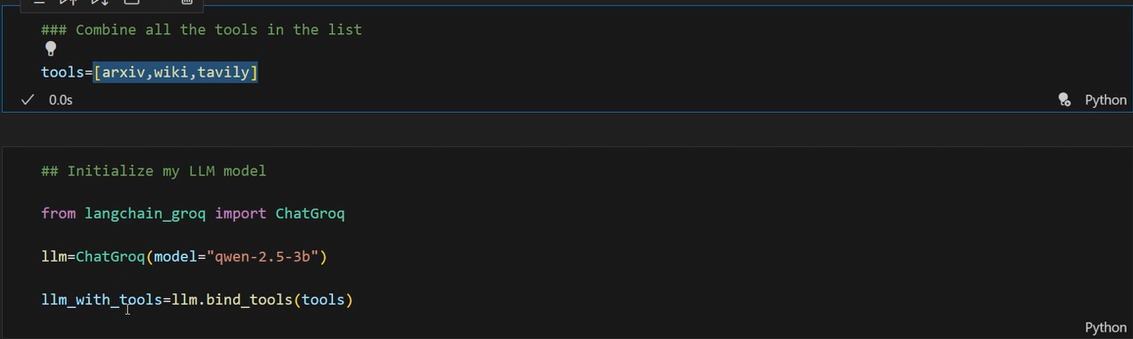 ### Combine all the tools in the list
tools=[arxiv,wiki,tavily]
0.0s
Python
## Initialize my LLM model
from langchain_groq import ChatGroq
llm=ChatGroq(model="qwen-2.5-3b")
llm_with_tools=llm.bind_tools(tools)
Python